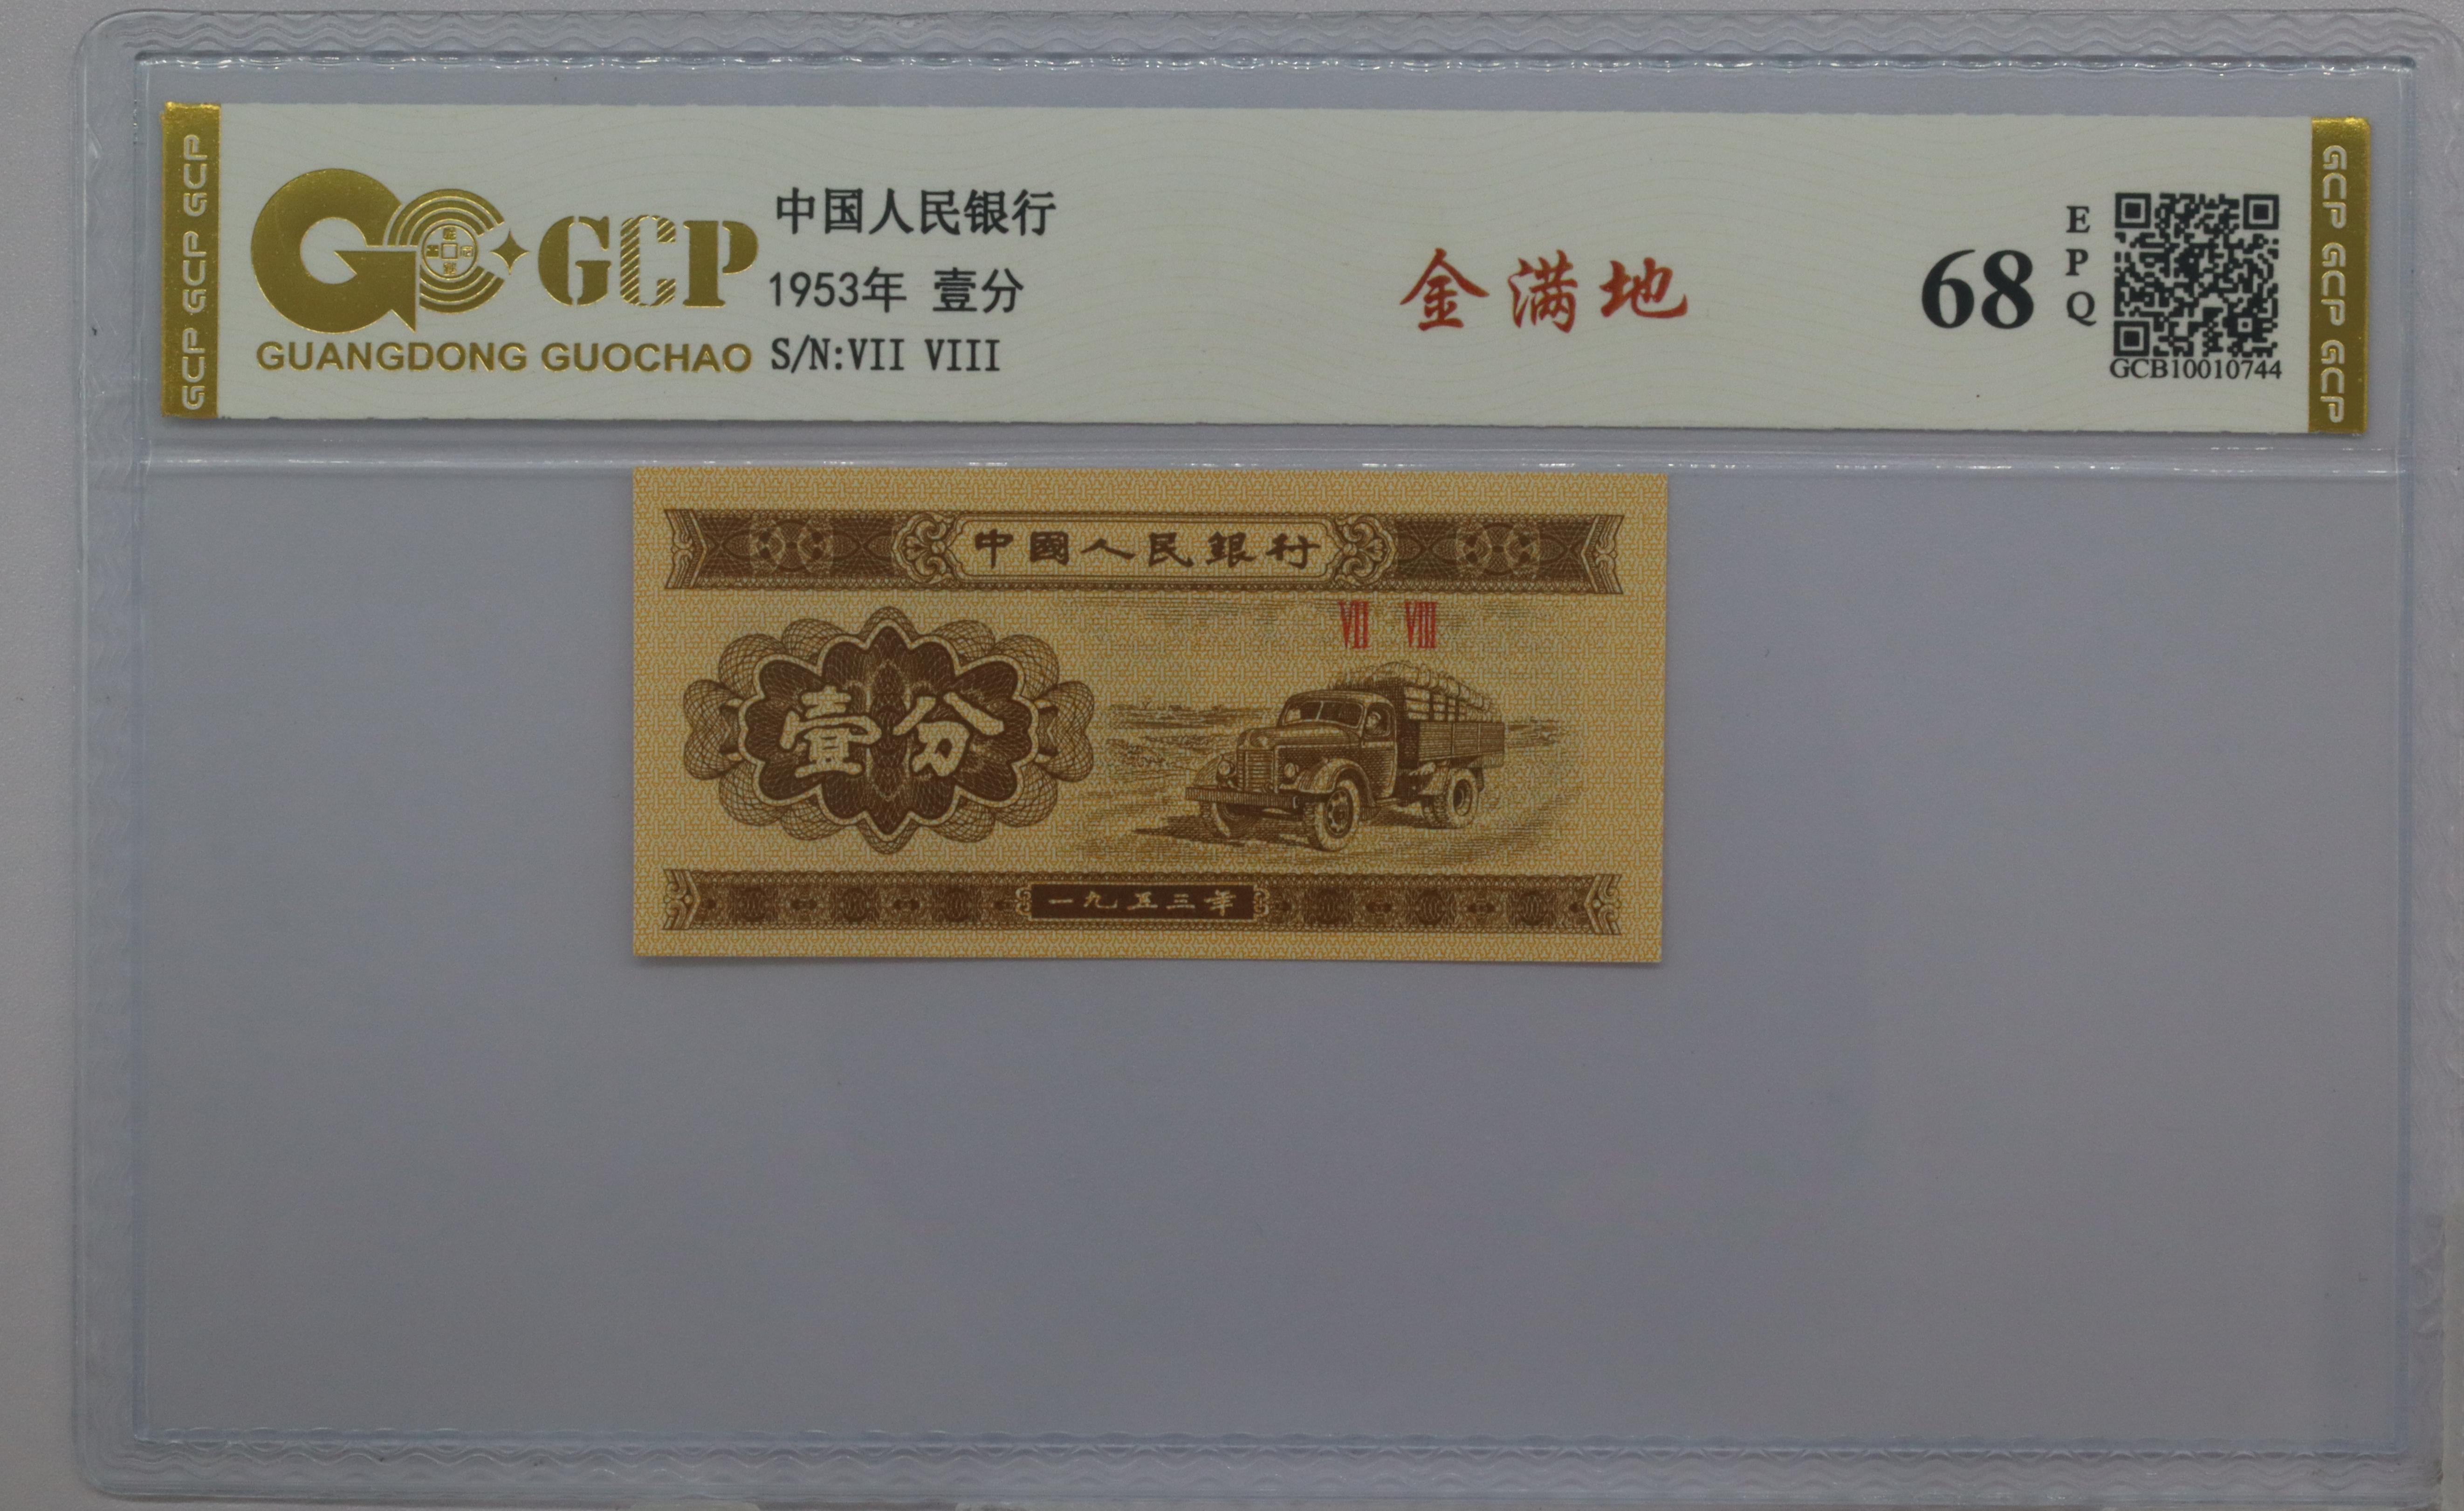 GCP GCP GCP
GCP
GUANGDONG GUOCHAO
中国人民银行
1953年 壹分
S/N:VII VIII
金满地
68
EPQ
GCB10010744
GCP GCP GCP
中國人民銀行
VII VIII
壹分
一九五三年